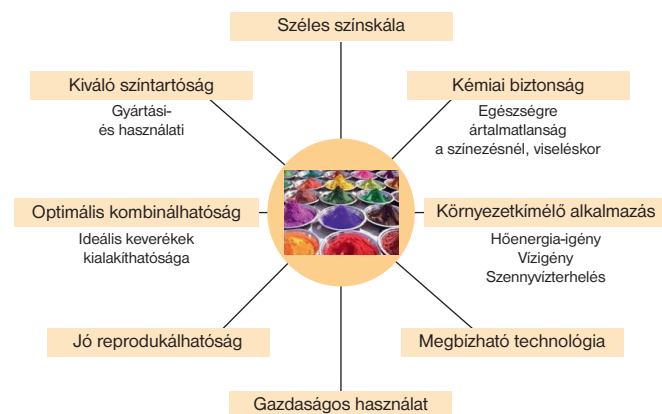 Széles színskála
Kiváló színtartóság
Gyártási-
és használati
Kémiai biztonság
Egészségre
ártalmatlanság
a színezésnél, viseléskor
Optimális kombinálhatóság
Ideális keverékek
kialakíthatósága
Környezetkímélő alkalmazás
Hőenergia-igény
Vízigény
Szennyvízterhelés
Jó reprodukálhatóság
Megbízható technológia
Gazdaságos használat